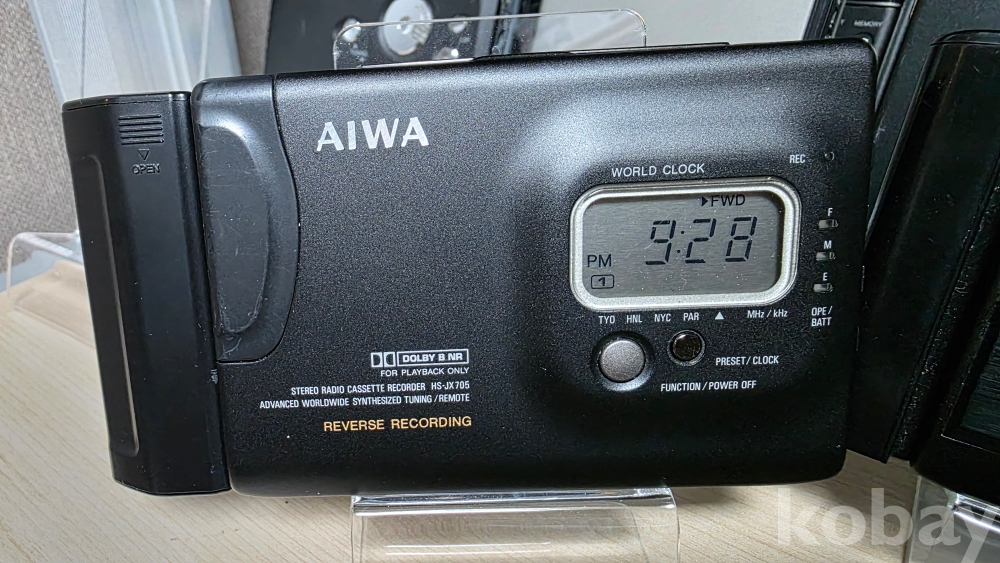 MEMORY
OPEN
AIWA
WORLD CLOCK
REC
▶FWD
PM 9:28
1
F
M
E
OPE/
BATT
TYO HNL NYC PAR ▲ MHz/kHz
PRESET/CLOCK
FUNCTION/POWER OFF
DOLBY B NR
FOR PLAYBACK ONLY
STEREO RADIO CASSETTE RECORDER HS-JX705
ADVANCED WORLDWIDE SYNTHESIZED TUNING/REMOTE
REVERSE RECORDING
kobay